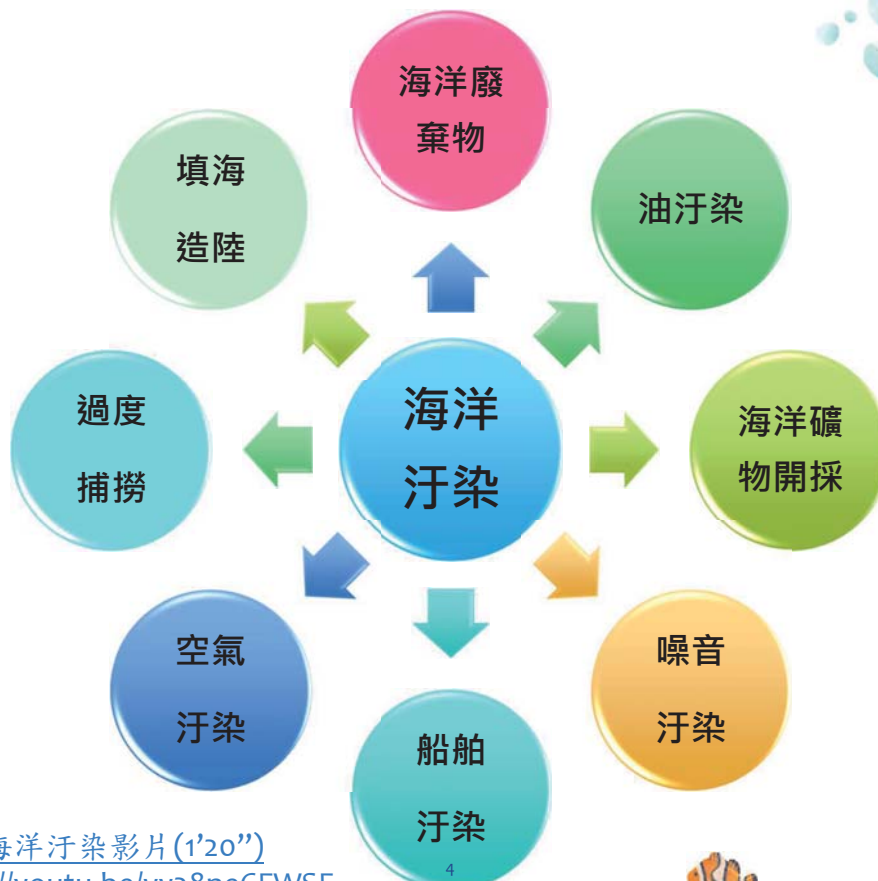 海洋廢
棄物
油汙染
海洋礦
物開採
噪音
汙染
船舶
汙染
空氣
汙染
過度
捕撈
填海
造陸
海洋
汙染
海洋汙染影片(1’20”)
4